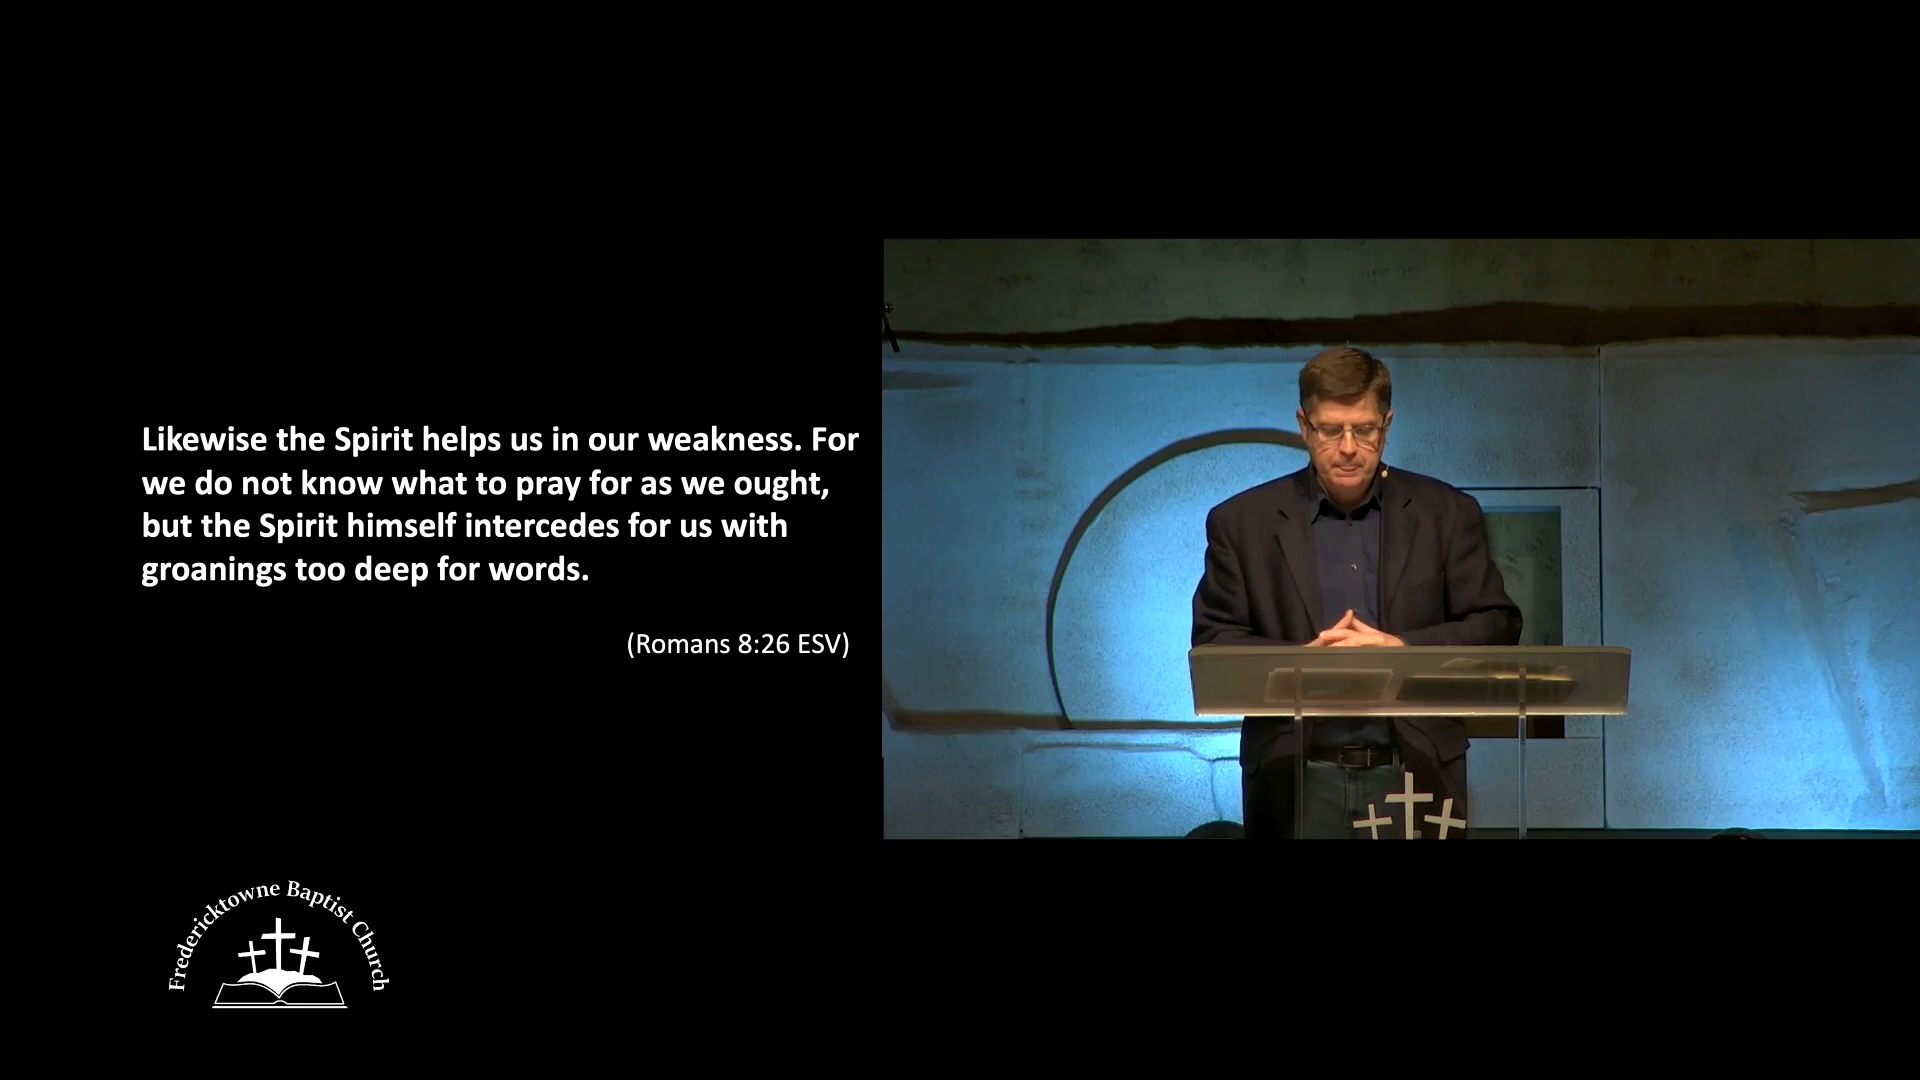 Likewise the Spirit helps us in our weakness. For
we do not know what to pray for as we ought,
but the Spirit himself intercedes for us with
groanings too deep for words.
(Romans 8:26 ESV)
Fredericktowne Baptist Church